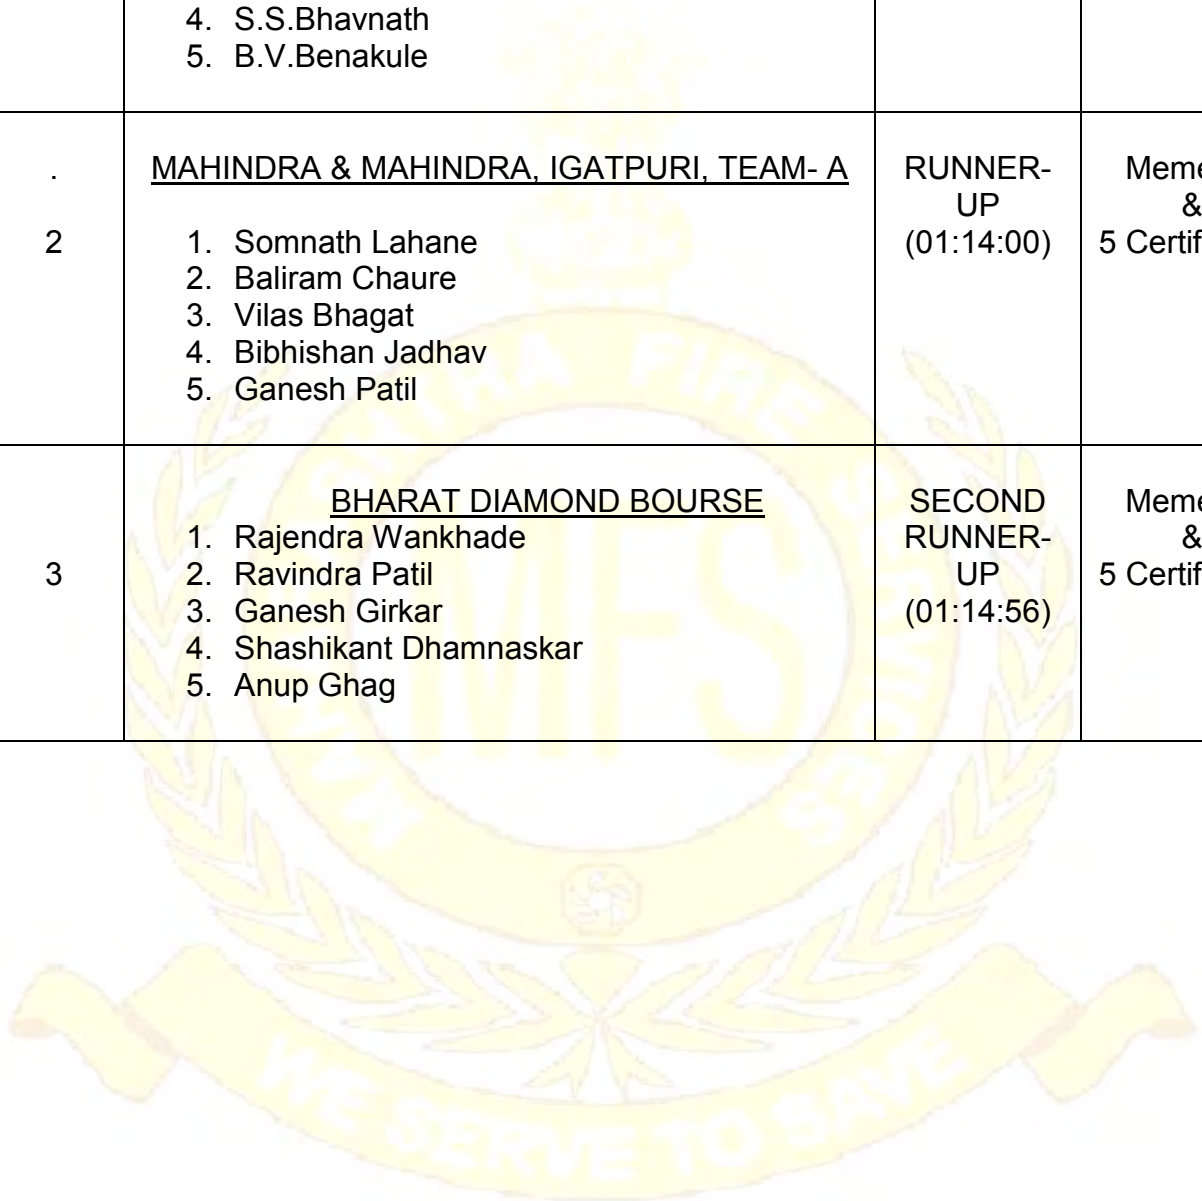 4. S.S.Bhavnath
5. B.V.Benakule
.
2
MAHINDRA & MAHINDRA, IGATPURI, TEAM- A
1. Somnath Lahane
2. Baliram Chaure
3. Vilas Bhagat
4. Bibhishan Jadhav
5. Ganesh Patil
RUNNER-
UP
(01:14:00)
&
5
3
BHARAT DIAMOND BOURSE
1. Rajendra Wankhade
2. Ravindra Patil
3. Ganesh Girkar
4. Shashikant Dhamnaskar
5. Anup Ghag
SECOND
RUNNER-
UP
(01:14:56)
&
5
FIRE SERVICES
MFS
WE SERVE TO SAVE